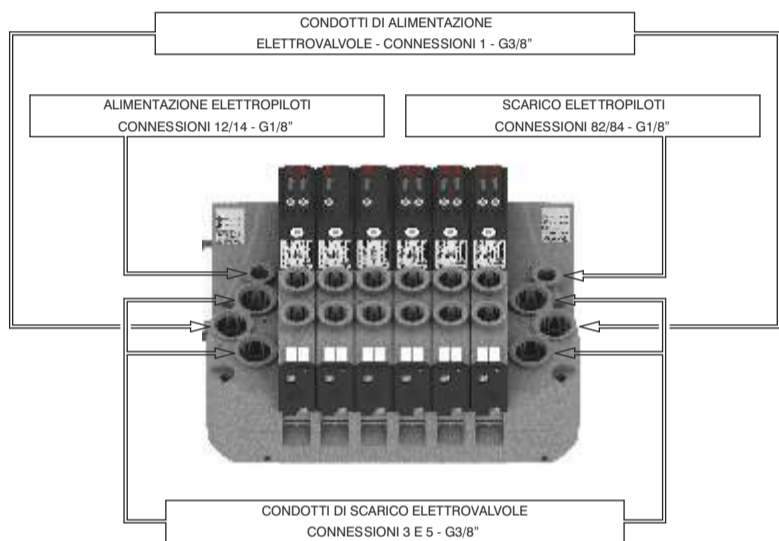 CONDOTTI DI ALIMENTAZIONE
ELETTROVALVOLE - CONNESSIONI 1 - G3/8”
ALIMENTAZIONE ELETTROPILOTI
CONNESSIONI 12/14 - G1/8”
SCARICO ELETTROPILOTI
CONNESSIONI 82/84 - G1/8”
CONDOTTI DI SCARICO ELETTROVALVOLE
CONNESSIONI 3 E 5 - G3/8”